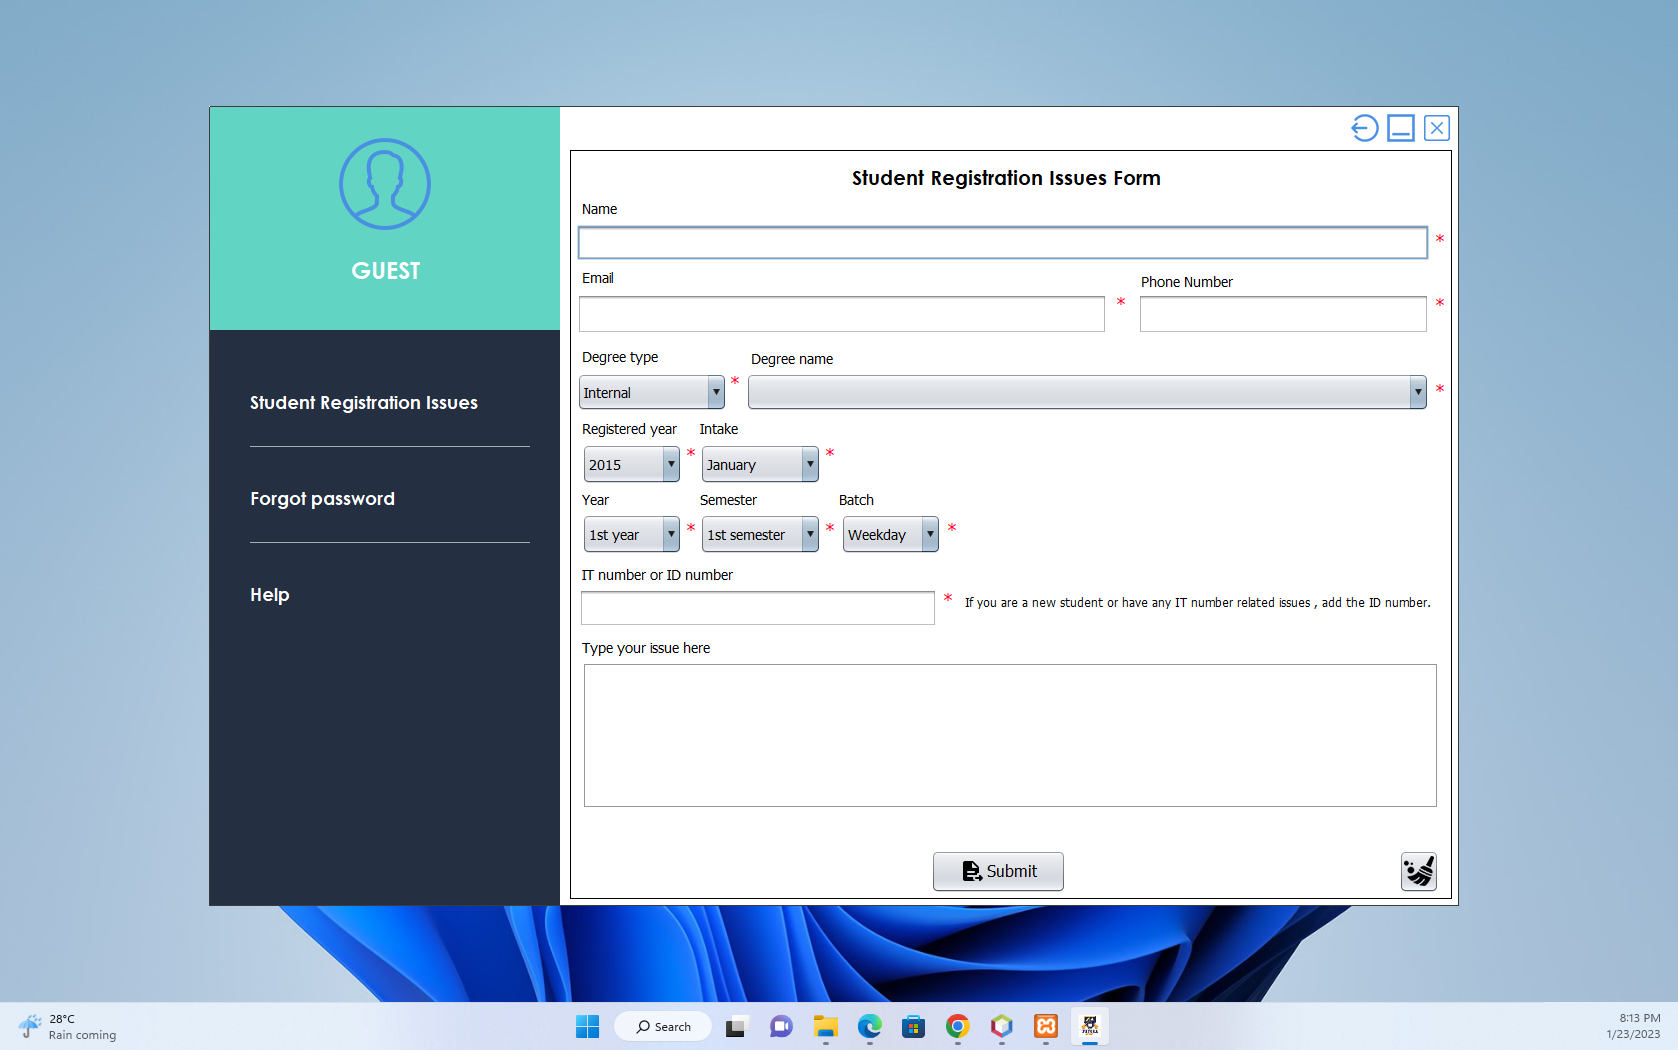 GUEST
Student Registration Issues
Forgot password
Help
Student Registration Issues Form
Name
*
Email
Phone Number
*
*
Degree type
Degree name
Internal
*
*
Registered year
Intake
2015
*
January
*
Year
Semester
Batch
1st year
*
1st semester
*
Weekday
*
IT number or ID number
* If you are a new student or have any IT number related issues , add the ID number.
Type your issue here
Submit
28°C
Rain coming
Search
8:13 PM
1/23/2023